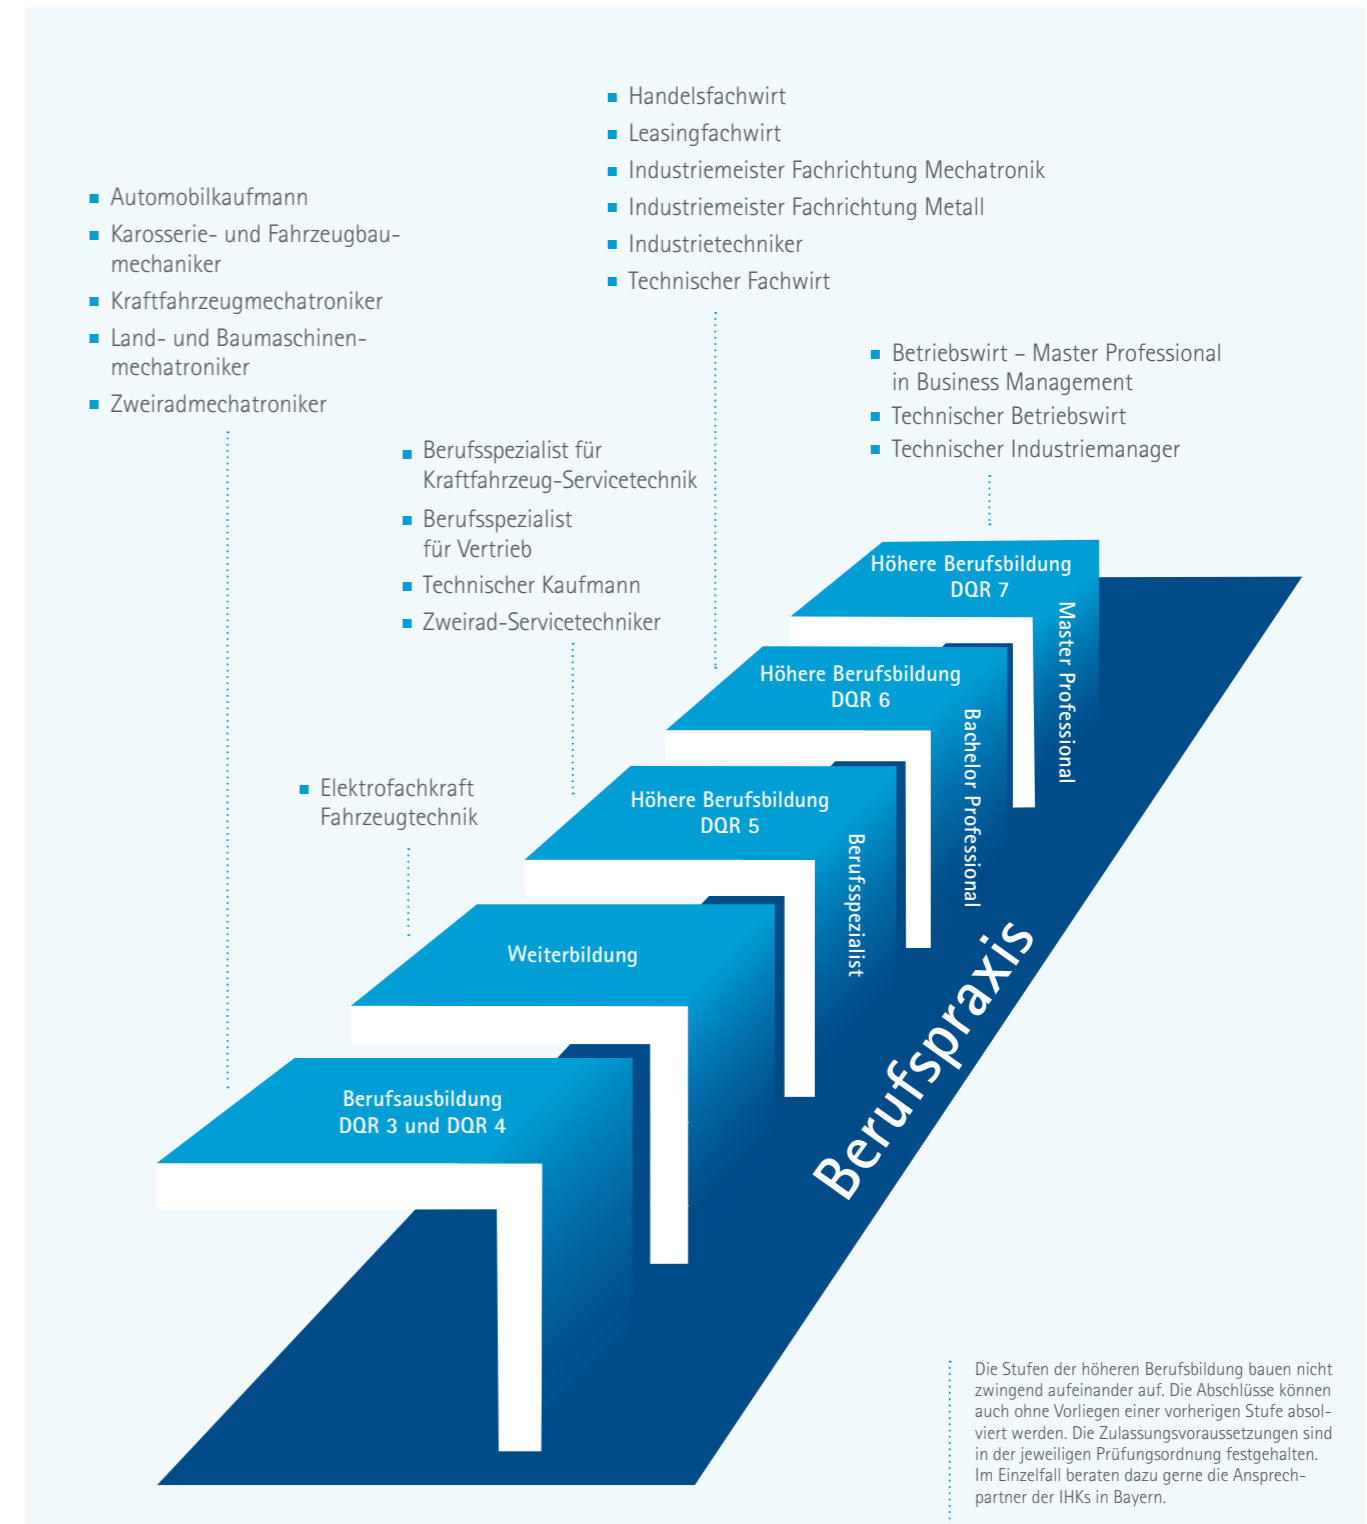 Handelsfachwirt
Leasingfachwirt
Industriemeister Fachrichtung Mechatronik
Industriemeister Fachrichtung Metall
Industrietechniker
Technischer Fachwirt
Automobilkaufmann
Karosserie- und Fahrzeugbau-
mechaniker
Kraftfahrzeugmechatroniker
Land- und Baumaschinen-
mechatroniker
Zweiradmechatroniker
Betriebswirt – Master Professional
in Business Management
Technischer Betriebswirt
Technischer Industriemanager
Berufsspezialist für
Kraftfahrzeug-Servicetechnik
Berufsspezialist
für Vertrieb
Technischer Kaufmann
Zweirad-Servicetechniker
Elektrofachkraft
Fahrzeugtechnik
Höhere Berufsbildung
DQR 7
Master Professional
Höhere Berufsbildung
DQR 6
Bachelor Professional
Höhere Berufsbildung
DQR 5
Berufsspezialist
Weiterbildung
Berufsausbildung
DQR 3 und DQR 4
Berufspraxis
Die Stufen der höheren Berufsbildung bauen nicht
zwingend aufeinander auf. Die Abschlüsse können
auch ohne Vorliegen einer vorherigen Stufe absol-
viert werden. Die Zulassungsvoraussetzungen sind
in der jeweiligen Prüfungsordnung festgehalten.
Im Einzelfall beraten dazu gerne die Ansprech-
partner der IHKs in Bayern.